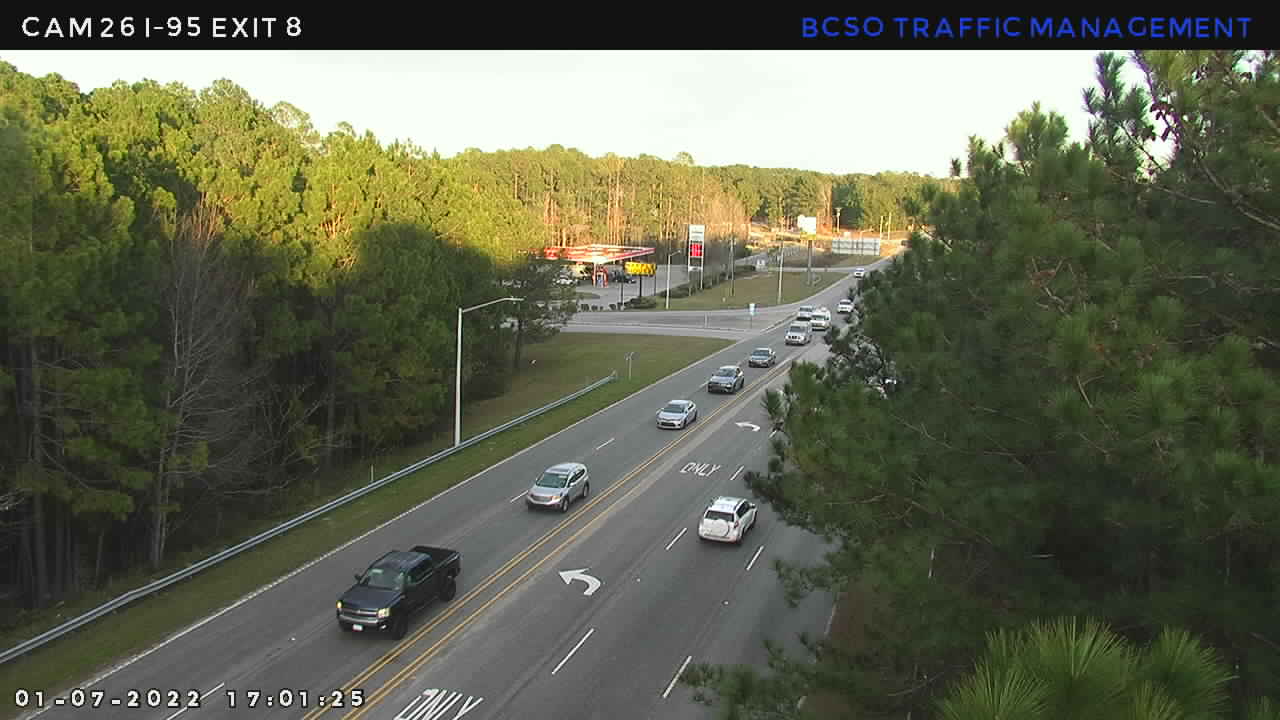 CAM 26 I-95 EXIT 8
BCSO TRAFFIC MANAGEMENT
ONLY
ONLY
01-07-2022 17:01:25